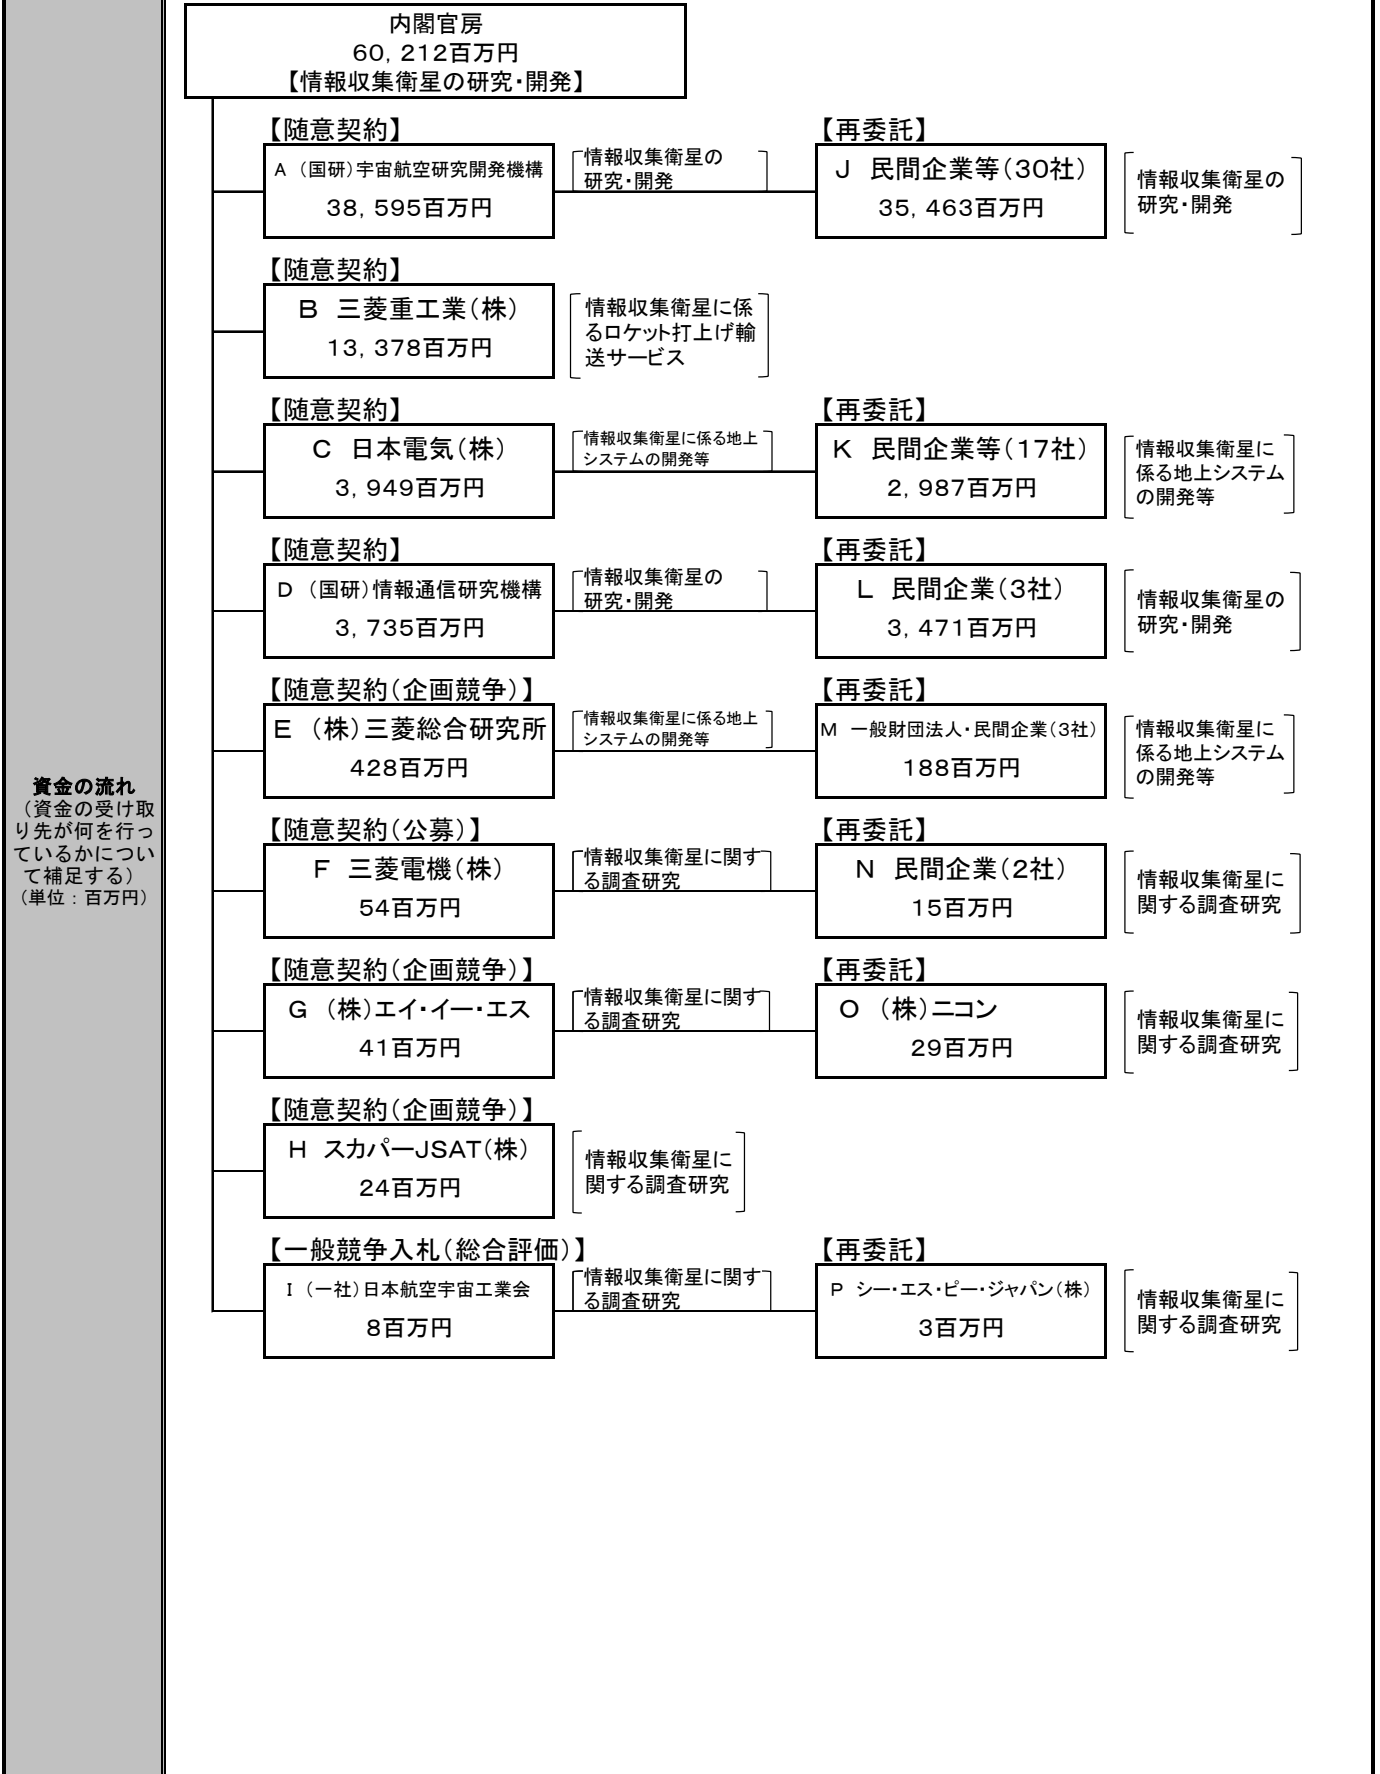 資金の流れ
（資金の受け取
り先が何を行っ
ているかについ
て補足する）
（単位：百万円）
内閣官房
60，212百万円
【情報収集衛星の研究・開発】
【随意契約】
A （国研）宇宙航空研究開発機構
38，595百万円
情報収集衛星の
研究・開発
【再委託】
J 民間企業等（30社）
35，463百万円
情報収集衛星の
研究・開発
【随意契約】
B 三菱重工業（株）
13，378百万円
情報収集衛星に係
るロケット打上げ輸
送サービス
【随意契約】
C 日本電気（株）
3，949百万円
情報収集衛星に係る地上
システムの開発等
【再委託】
K 民間企業等（17社）
2，987百万円
情報収集衛星に
係る地上システム
の開発等
【随意契約】
D （国研）情報通信研究機構
3，735百万円
情報収集衛星の
研究・開発
【再委託】
L 民間企業（3社）
3，471百万円
情報収集衛星の
研究・開発
【随意契約（企画競争）】
E （株）三菱総合研究所
428百万円
情報収集衛星に係る地上
システムの開発等
【再委託】
M 一般財団法人・民間企業（3社）
188百万円
情報収集衛星に
係る地上システム
の開発等
【随意契約（公募）】
F 三菱電機（株）
54百万円
情報収集衛星に関す
る調査研究
【再委託】
N 民間企業（2社）
15百万円
情報収集衛星に
関する調査研究
【随意契約（企画競争）】
G （株）エイ・イー・エス
41百万円
情報収集衛星に関す
る調査研究
【再委託】
O （株）ニコン
29百万円
情報収集衛星に
関する調査研究
【随意契約（企画競争）】
H スカパーJSAT（株）
24百万円
情報収集衛星に
関する調査研究
【一般競争入札（総合評価）】
I （一社）日本航空宇宙工業会
8百万円
情報収集衛星に関す
る調査研究
【再委託】
P シー・エス・ピー・ジャパン（株）
3百万円
情報収集衛星に
関する調査研究